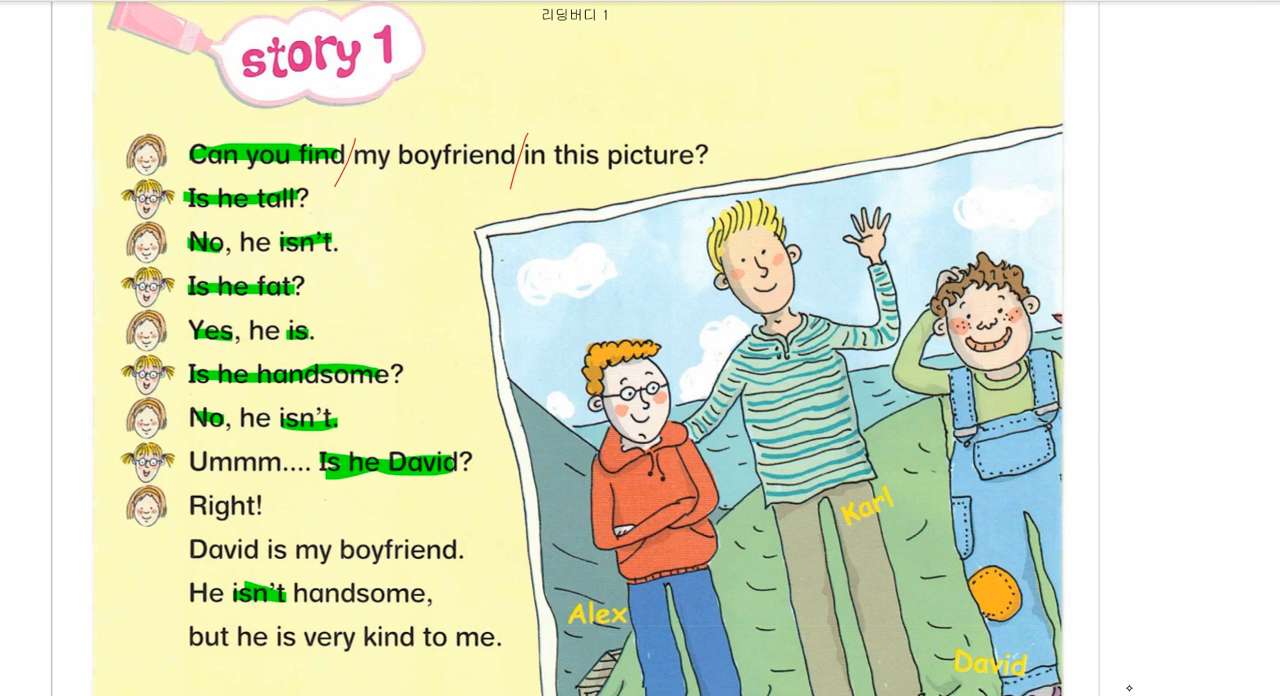 리딩버디 1
story 1
Can you find my boyfriend in this picture?
Is he tall?
No, he isn't.
Is he fat?
Yes, he is.
Is he handsome?
No, he isn't.
Ummm.... Is he David?
Right!
David is my boyfriend.
He isn't handsome,
but he is very kind to me.
Karl
Alex
David